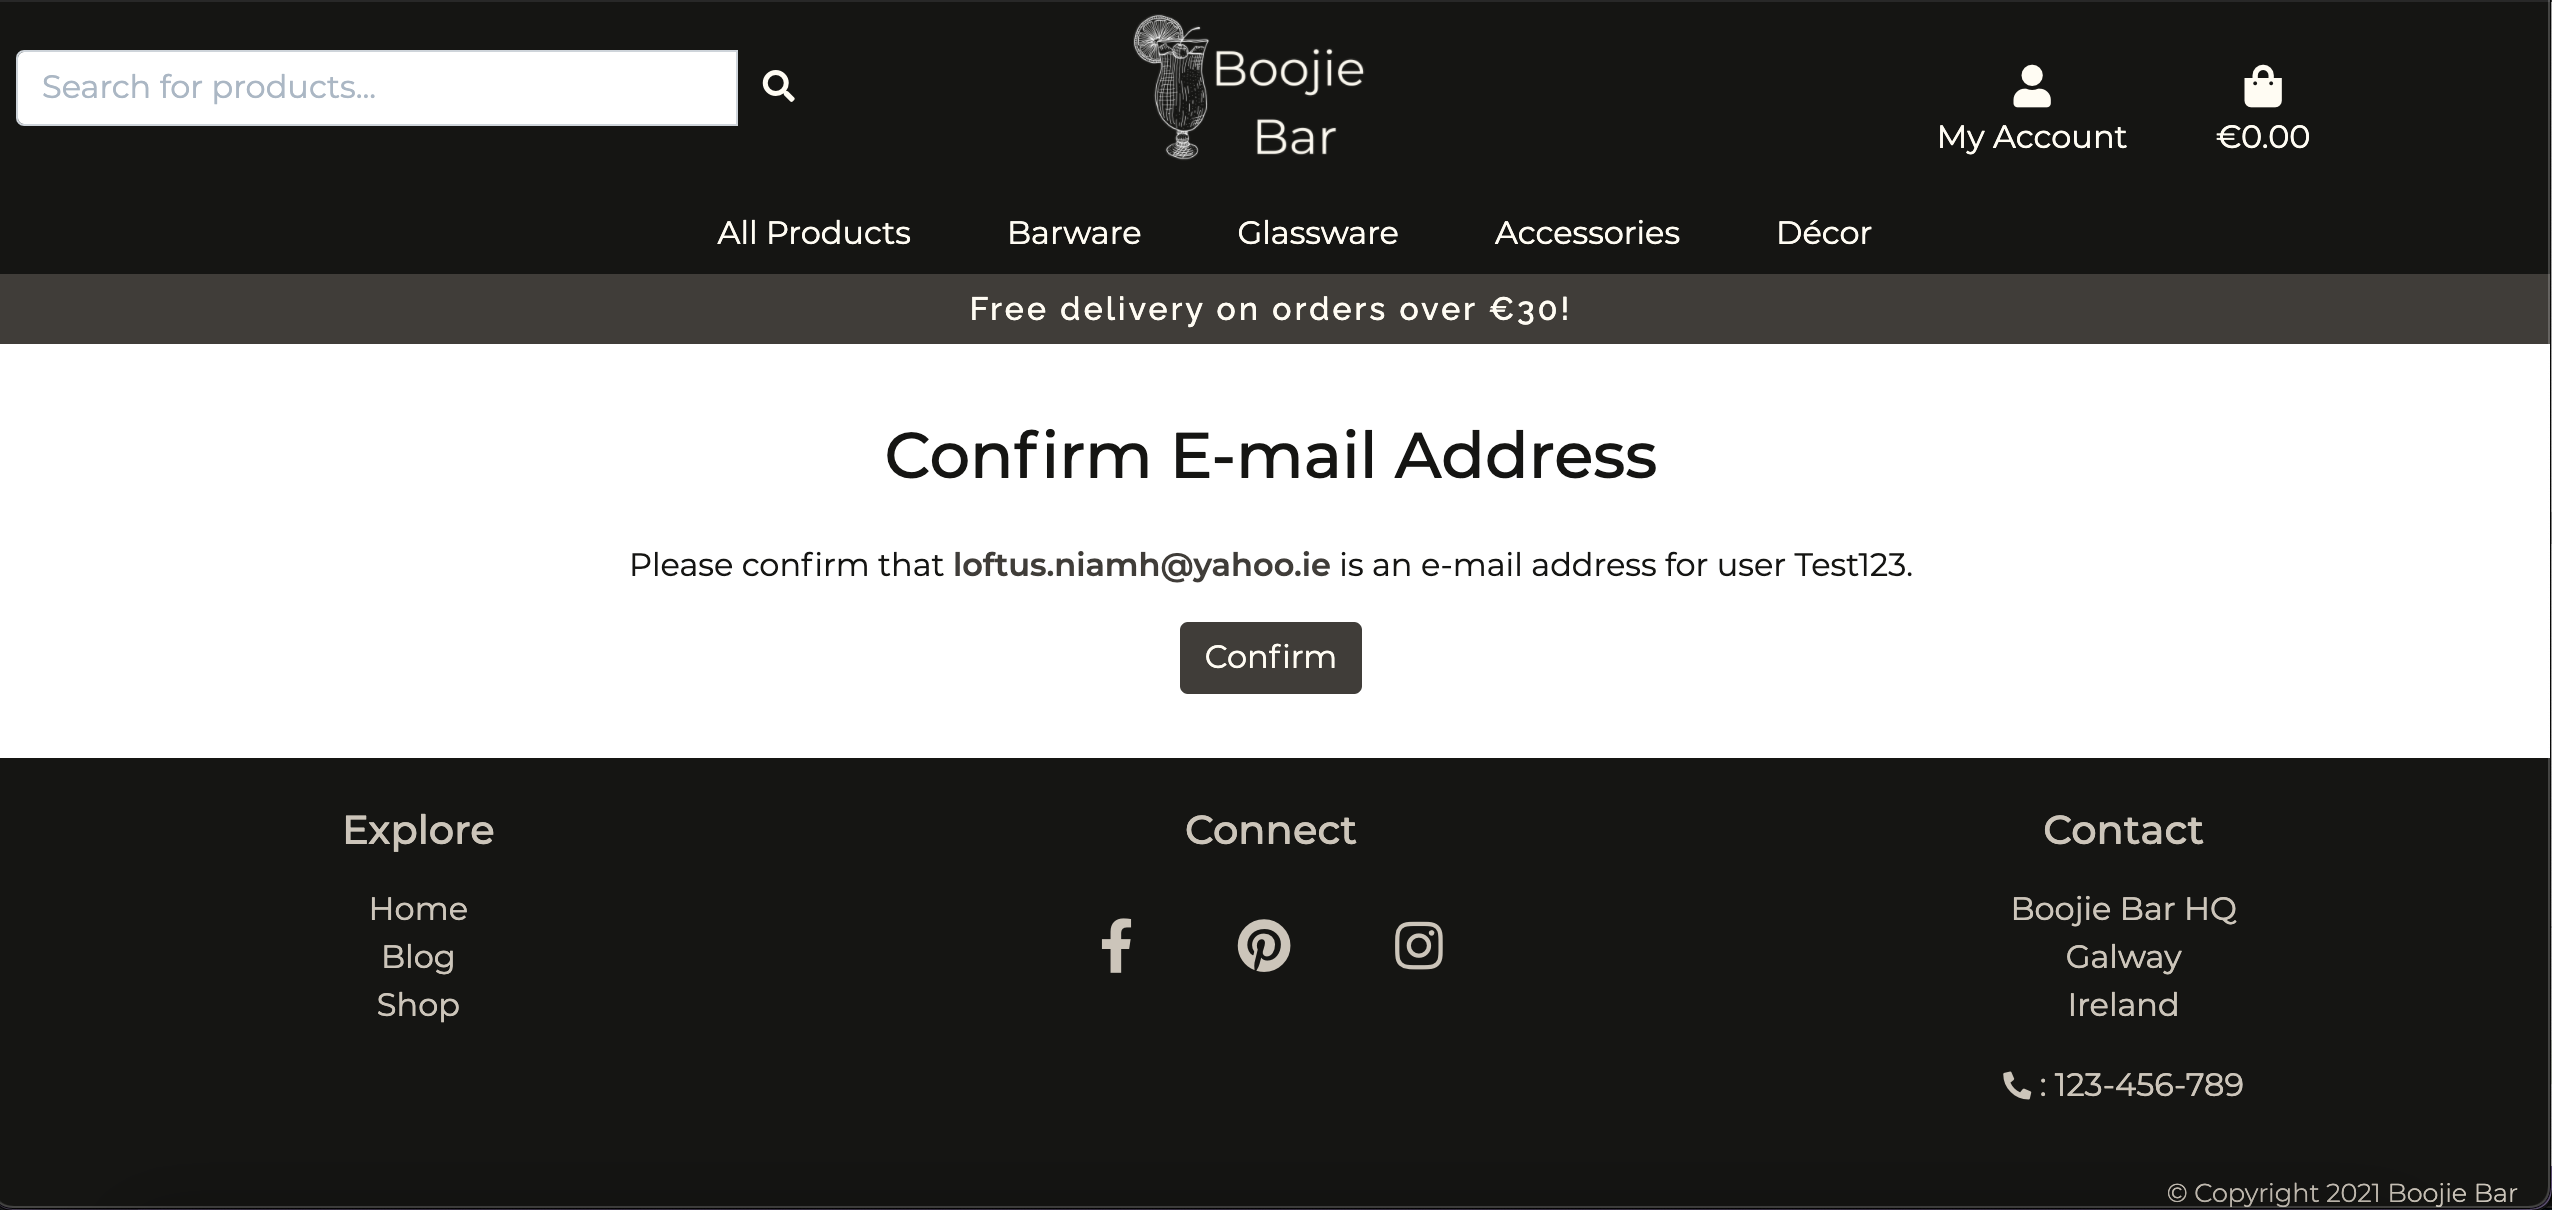 Search for products...
Boojie
Bar
My Account
€0.00
All Products
Barware
Glassware
Accessories
Décor
Free delivery on orders over €30!
Confirm E-mail Address
Please confirm that loftus.niamh@yahoo.ie is an e-mail address for user Test123.
Confirm
Explore
Home
Blog
Shop
Connect
Contact
Boojie Bar HQ
Galway
Ireland
: 123-456-789
© Copyright 2021 Boojie Bar